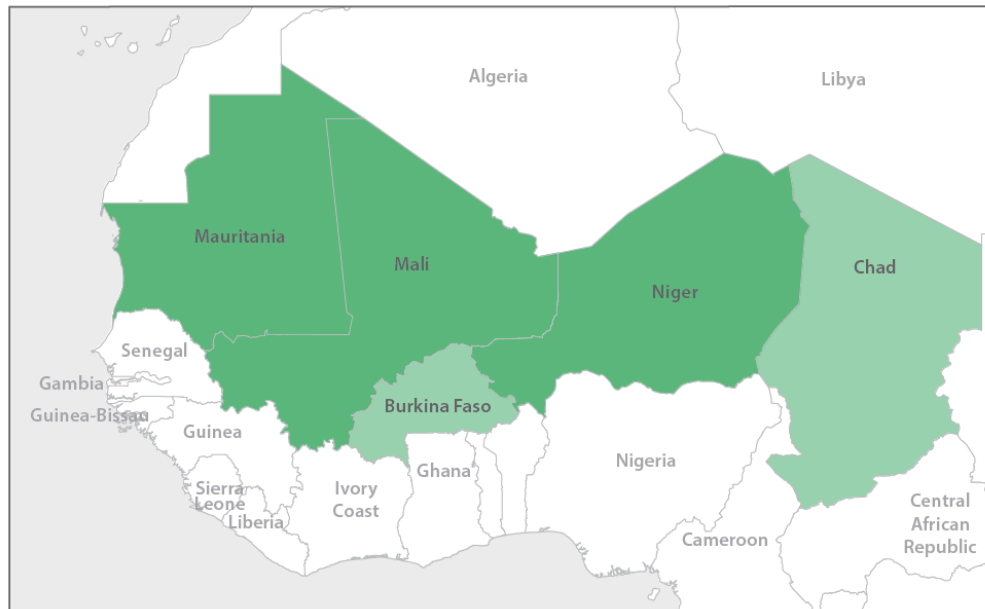 Algeria
Libya
Mauritania
Mali
Niger
Chad
Senegal
Gambia
Guinea-Bissau
Burkina Faso
Guinea
Ghana
Nigeria
Sierra
Leone
Ivory
Coast
Liberia
Cameroon
Central
African
Republic